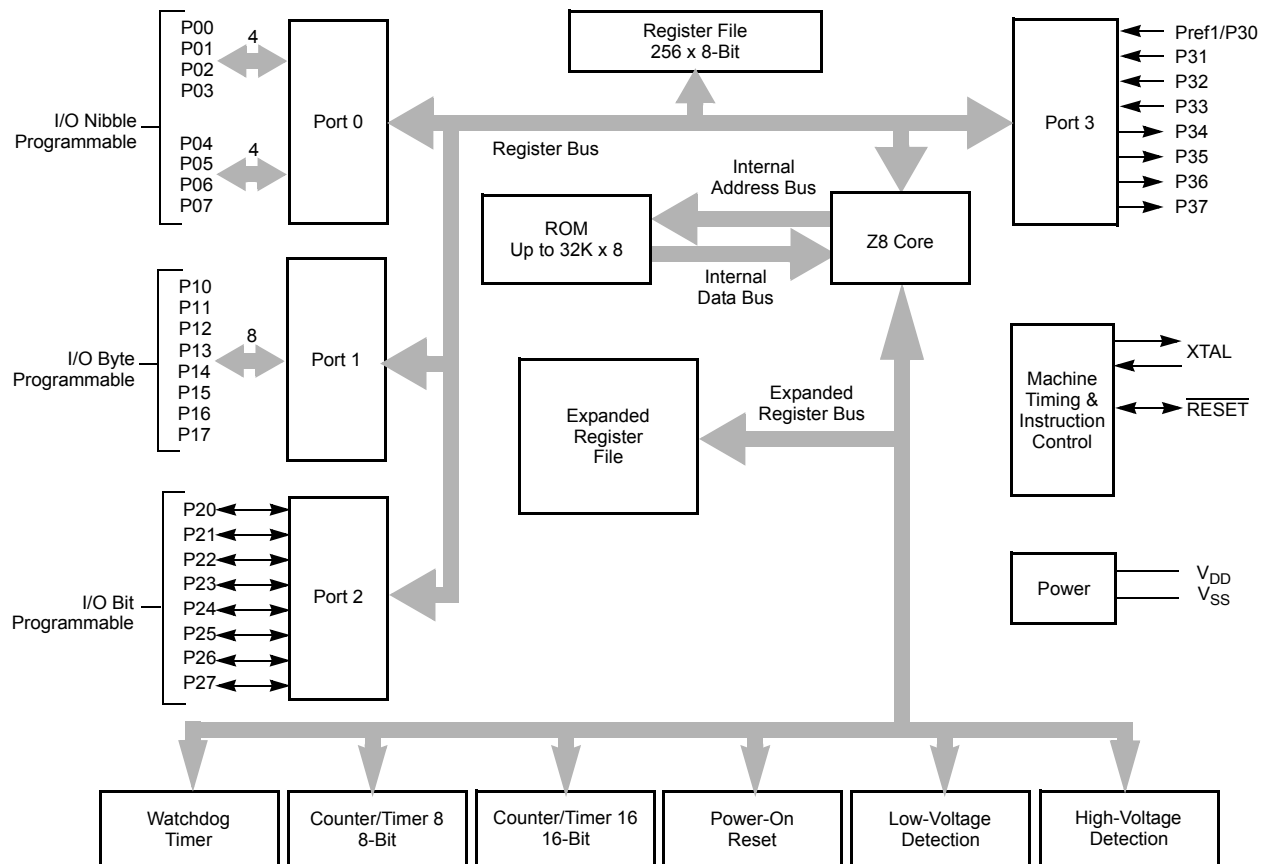 P00
P01
P02
P03
4
I/O Nibble
Programmable
P04
P05
P06
P07
4
Port 0
Register File
256 x 8-Bit
Register Bus
Port 3
Pref1/P30
P31
P32
P33
P34
P35
P36
P37
Internal
Address Bus
ROM
Up to 32K x 8
Z8 Core
Internal
Data Bus
P10
P11
P12
P13
P14
P15
P16
P17
8
I/O Byte
Programmable
Port 1
Expanded
Register
File
Expanded
Register Bus
Machine
Timing &
Instruction
Control
XTAL
RESET
P20
P21
P22
P23
P24
P25
P26
P27
I/O Bit
Programmable
Port 2
Power
VDD
VSS
Watchdog
Timer
Counter/Timer 8
8-Bit
Counter/Timer 16
16-Bit
Power-On
Reset
Low-Voltage
Detection
High-Voltage
Detection